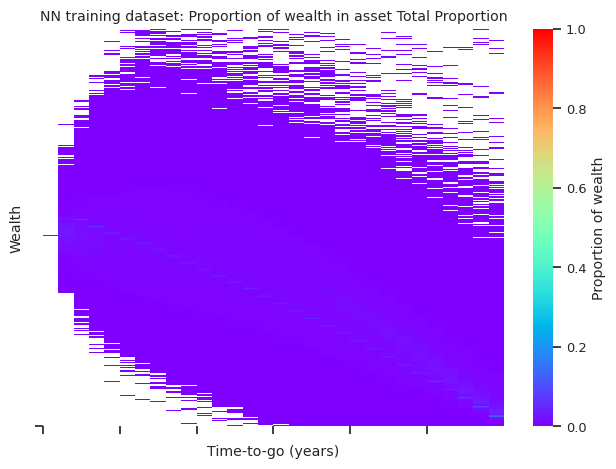 NN training dataset: Proportion of wealth in asset Total Proportion
1.0
0.8
0.6
0.4
0.2
0.0
Proportion of wealth
Wealth
Time-to-go (years)